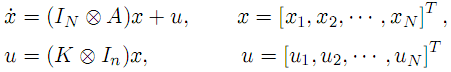 ẋ = (I_N ⊗ A)x + u, x = [x_1, x_2, ⋯ , x_N]^T ,
u = (K ⊗ I_n)x, u = [u_1, u_2, ⋯ , u_N]^T